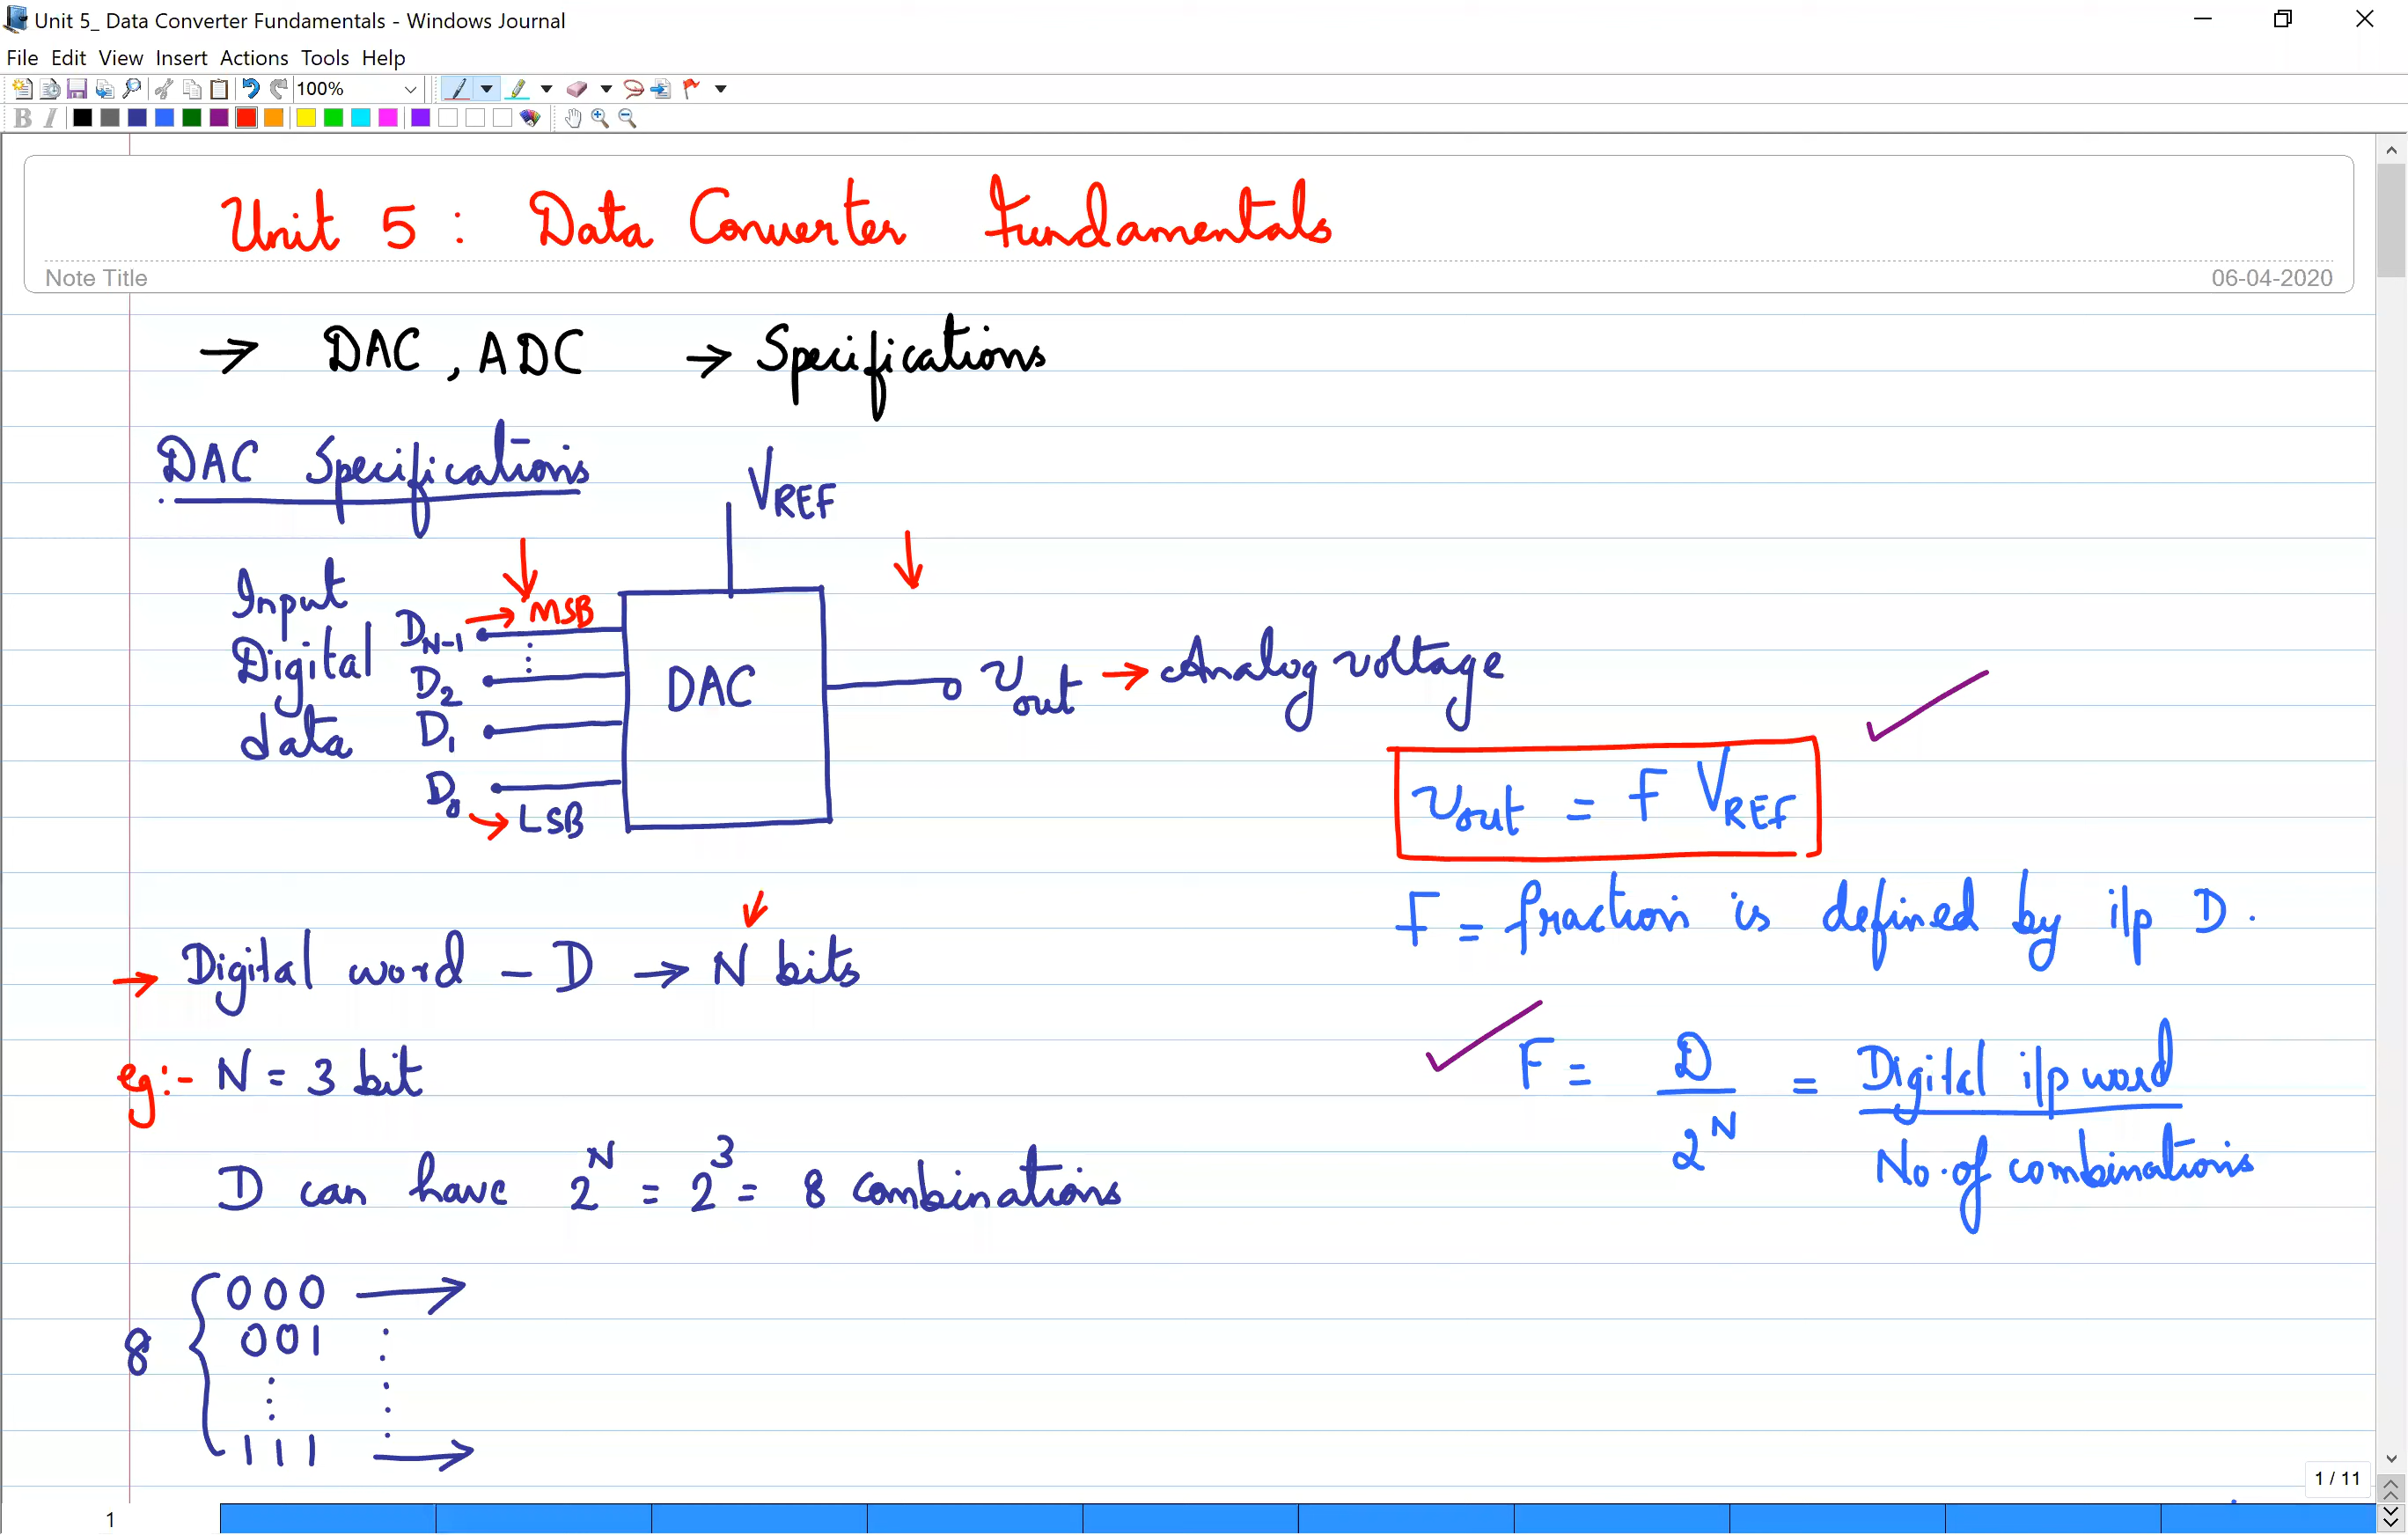 Unit 5_ Data Converter Fundamentals - Windows Journal
File Edit View Insert Actions Tools Help
100%
B I
Unit 5 : Data Converter Fundamentals
Note Title
06-04-2020
→ DAC, ADC → Specifications
DAC Specifications
VREF
Input Digital data
DN-1 → MSB
D2
D1
D0 → LSB
DAC
vout → Analog voltage
vout = F VREF
F = fraction is defined by i/p D.
→ Digital word - D → N bits
F = D / 2^N = Digital i/p word / No. of combinations
eg:- N = 3 bit
D can have 2^N = 2^3 = 8 combinations
8 { 000 →
001 :
⋮ ⋮
111 →
1 / 11
1